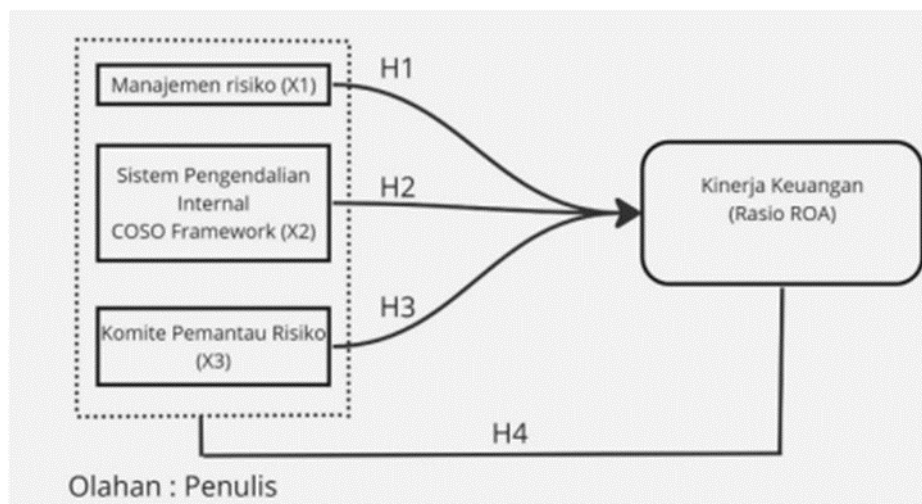 Manajemen risiko (X1)
H1
Sistem Pengendalian
Internal
COSO Framework (X2)
H2
Komite Pemantau Risiko
(X3)
H3
Kinerja Keuangan
(Rasio ROA)
H4
Olahan : Penulis